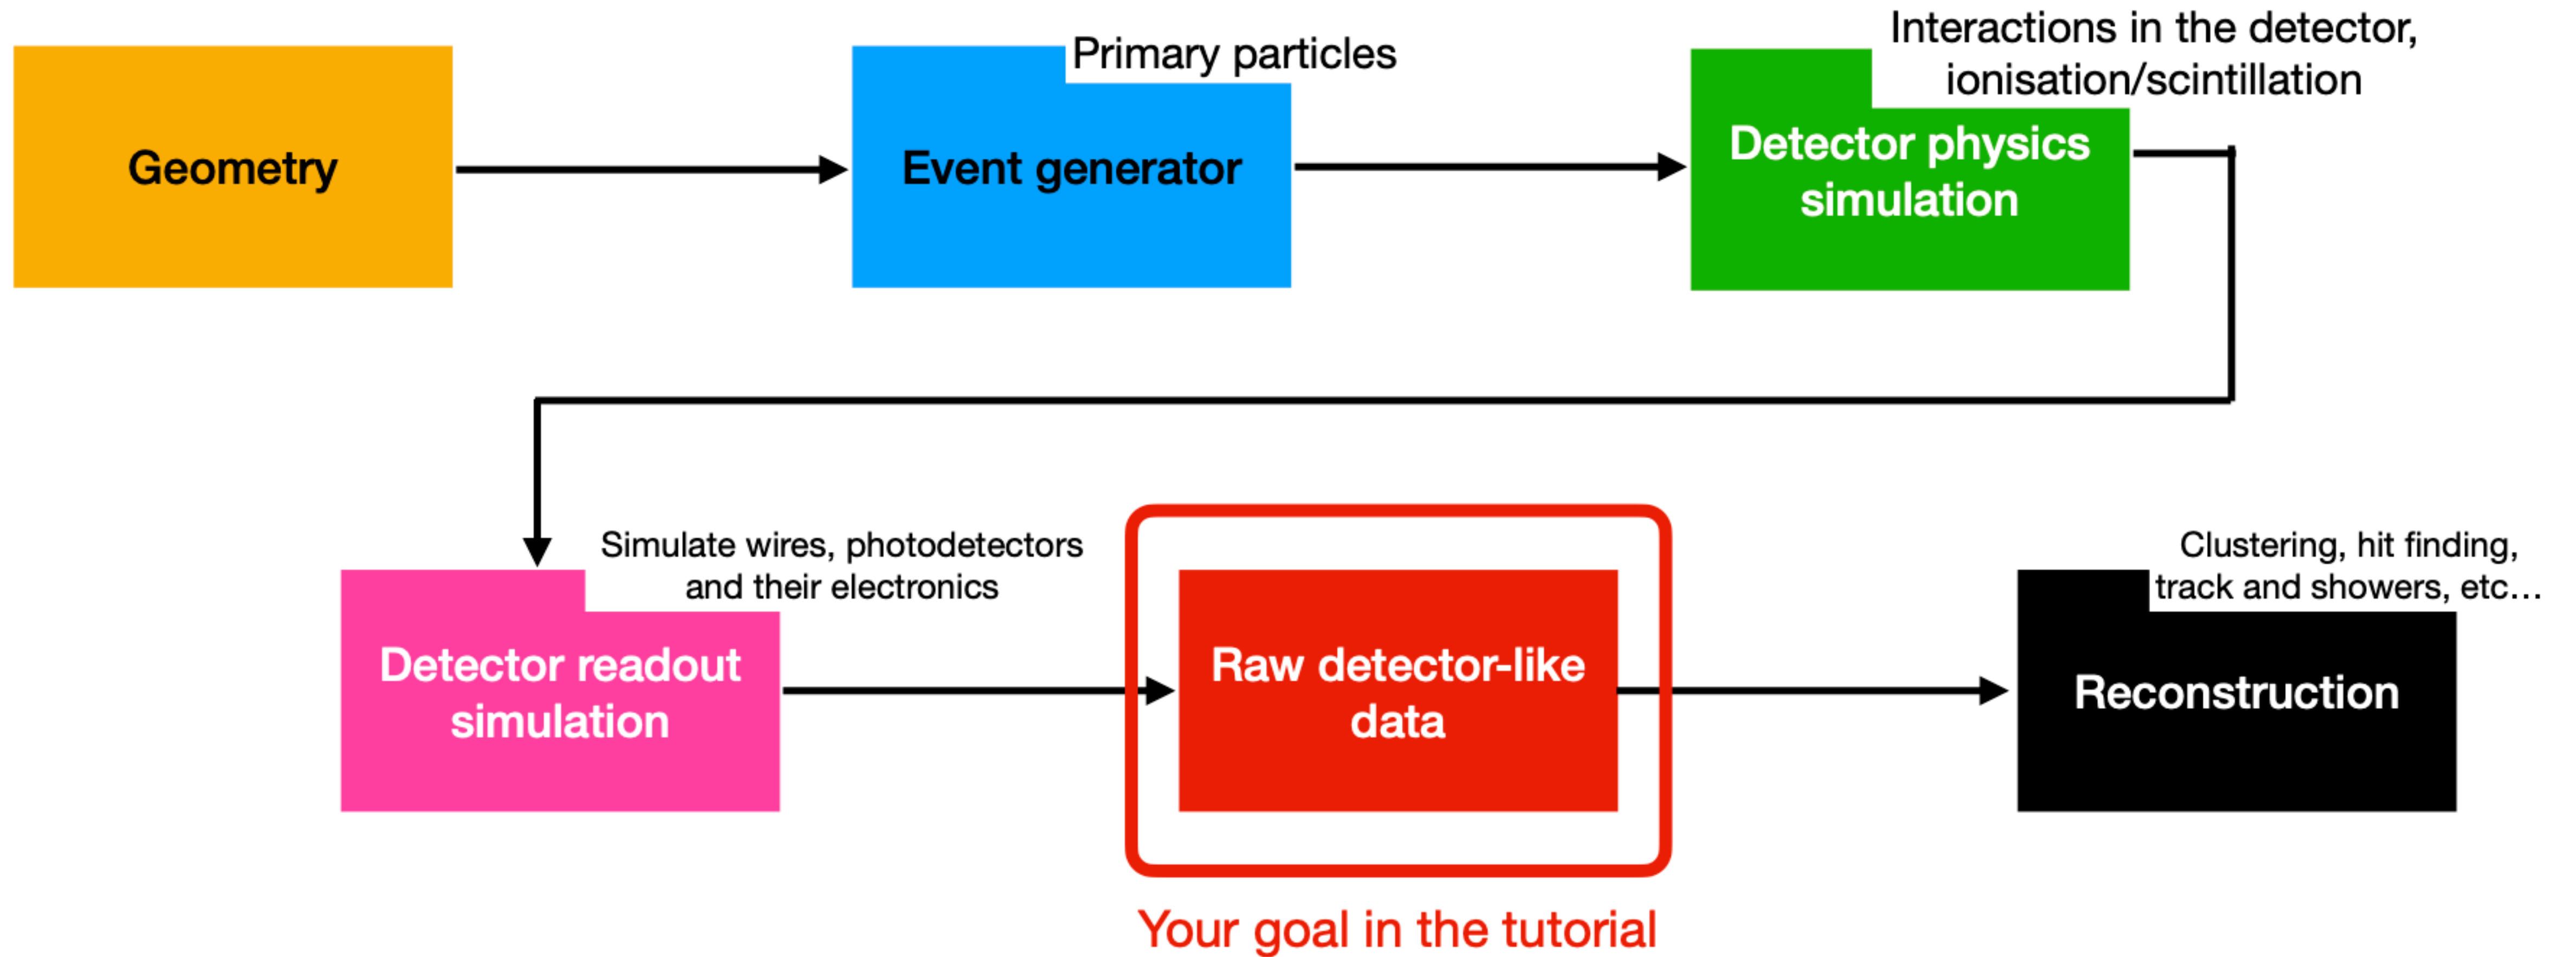 Geometry
Primary particles
Event generator
Interactions in the detector,
ionisation/scintillation
Detector physics
simulation
Simulate wires, photodetectors
and their electronics
Detector readout
simulation
Raw detector-like
data
Your goal in the tutorial
Clustering, hit finding,
track and showers, etc...
Reconstruction